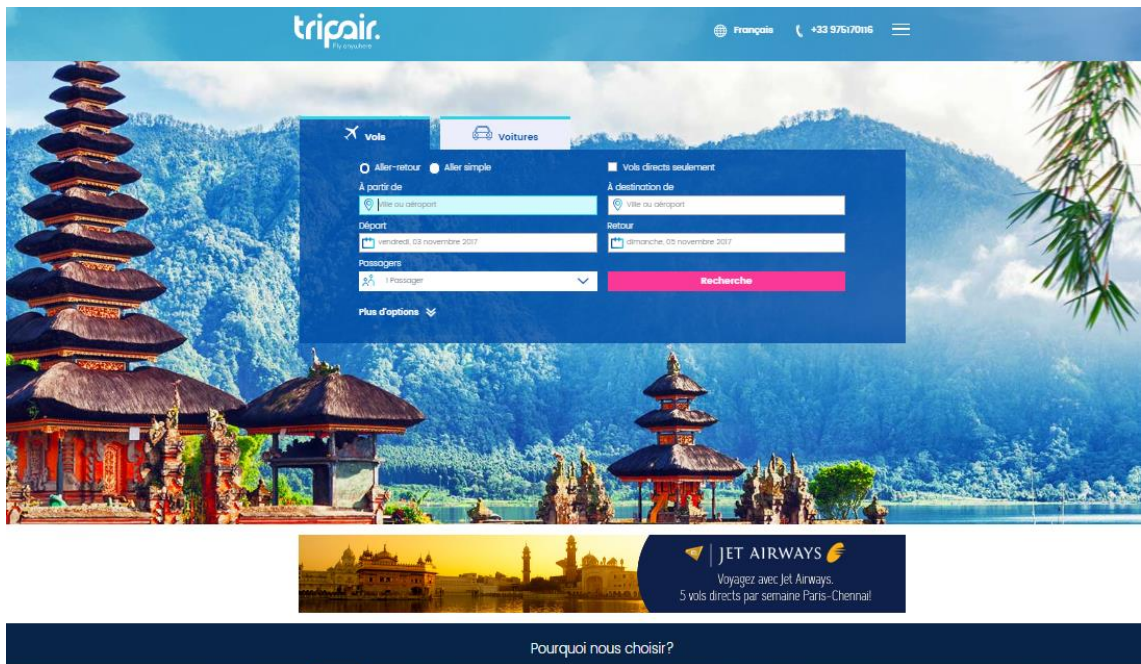 tripair.
Fly anywhere
Français
+33 975170116
Vols
Voitures
Aller-retour
Aller simple
Vols directs seulement
À partir de
À destination de
Ville ou aéroport
Ville ou aéroport
Départ
Retour
vendredi, 03 novembre 2017
dimanche, 05 novembre 2017
Passagers
1 Passager
Recherche
Plus d'options
JET AIRWAYS
Voyagez avec Jet Airways.
5 vols directs par semaine Paris-Chennai!
Pourquoi nous choisir?